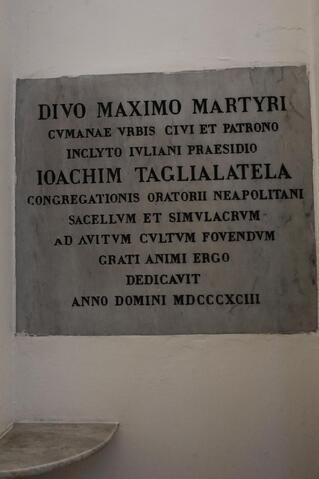 DIVO MAXIMO MARTYRI
CVMANAE VRBIS CIVI ET PATRONO
INCLYTO IVLIANI PRAESIDIO
IOACHIM TAGLIALATELA
CONGREGATIONIS ORATORII NEAPOLITANI
SACELLVM ET SIMVLACRVM
AD AVITVM CVLTVM FOVENDVM
GRATI ANIMI ERGO
DEDICAVIT
ANNO DOMINI MDCCCXCIII